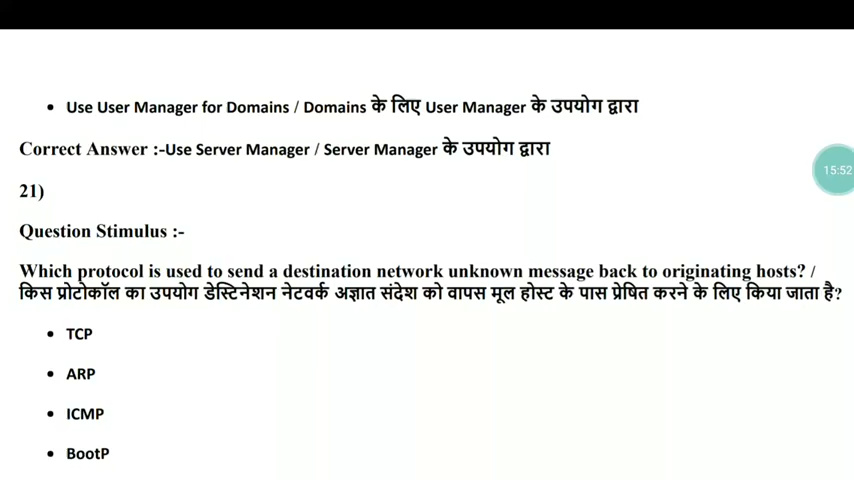 • Use User Manager for Domains / Domains के लिए User Manager के उपयोग द्वारा
Correct Answer :-Use Server Manager / Server Manager के उपयोग द्वारा
15:52
21)
Question Stimulus :-
Which protocol is used to send a destination network unknown message back to originating hosts? /
किस प्रोटोकॉल का उपयोग डेस्टिनेशन नेटवर्क अज्ञात संदेश को वापस मूल होस्ट के पास प्रेषित करने के लिए किया जाता है?
• TCP
• ARP
• ICMP
• BootP